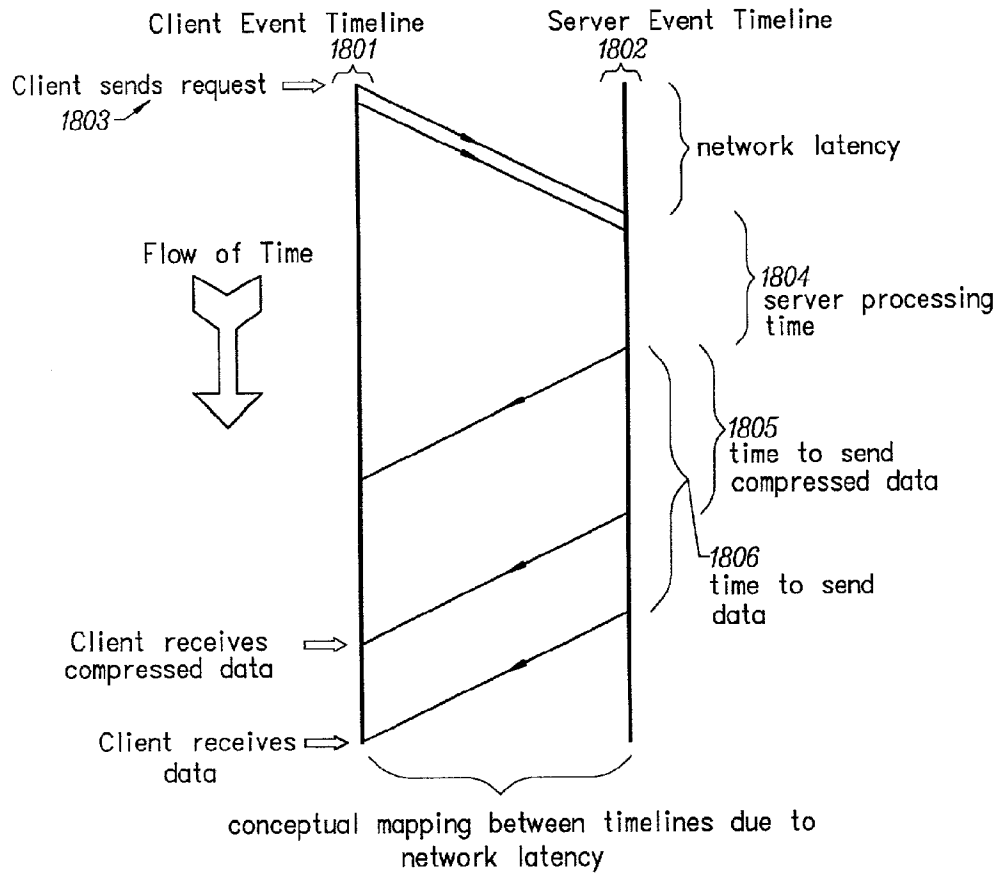 Client Event Timeline
1801
Server Event Timeline
1802
Client sends request
1803
network latency
Flow of Time
1804
server processing
time
1805
time to send
compressed data
1806
time to send
data
Client receives
compressed data
Client receives
data
conceptual mapping between timelines due to
network latency